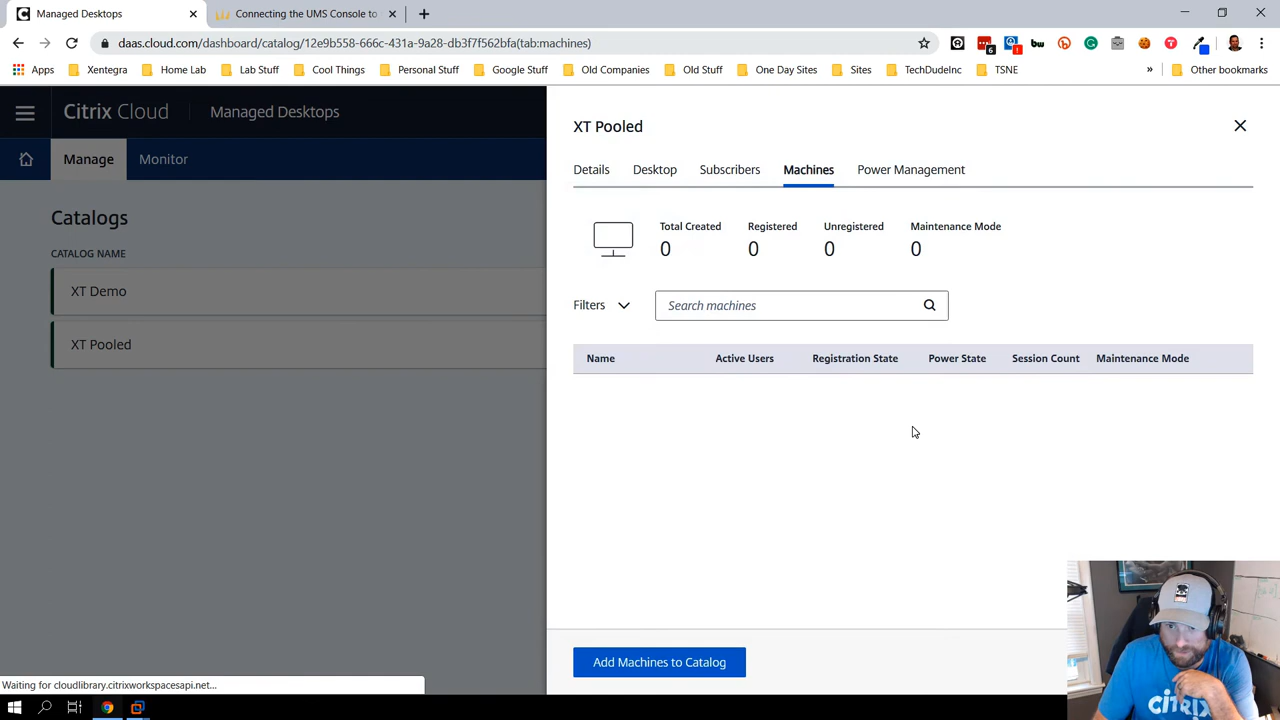 Managed Desktops
Connecting the UMS Console to
daas.cloud.com/dashboard/catalog/12e9b558-666c-431a-9a28-db3f7f562bfa(tab:machines)
6
Apps
Xentegra
Home Lab
Lab Stuff
Cool Things
Personal Stuff
Google Stuff
Old Companies
Old Stuff
One Day Sites
Sites
TechDudeInc
TSNE
»
Other bookmarks
Citrix Cloud
Managed Desktops
Manage
Monitor
Catalogs
CATALOG NAME
XT Demo
XT Pooled
XT Pooled
Details
Desktop
Subscribers
Machines
Power Management
Total Created
Registered
Unregistered
Maintenance Mode
0
0
0
0
Filters
Search machines
Name
Active Users
Registration State
Power State
Session Count
Maintenance Mode
Add Machines to Catalog
Waiting for cloudlibrary.citrixworkspacesapi.net...
CITRIX